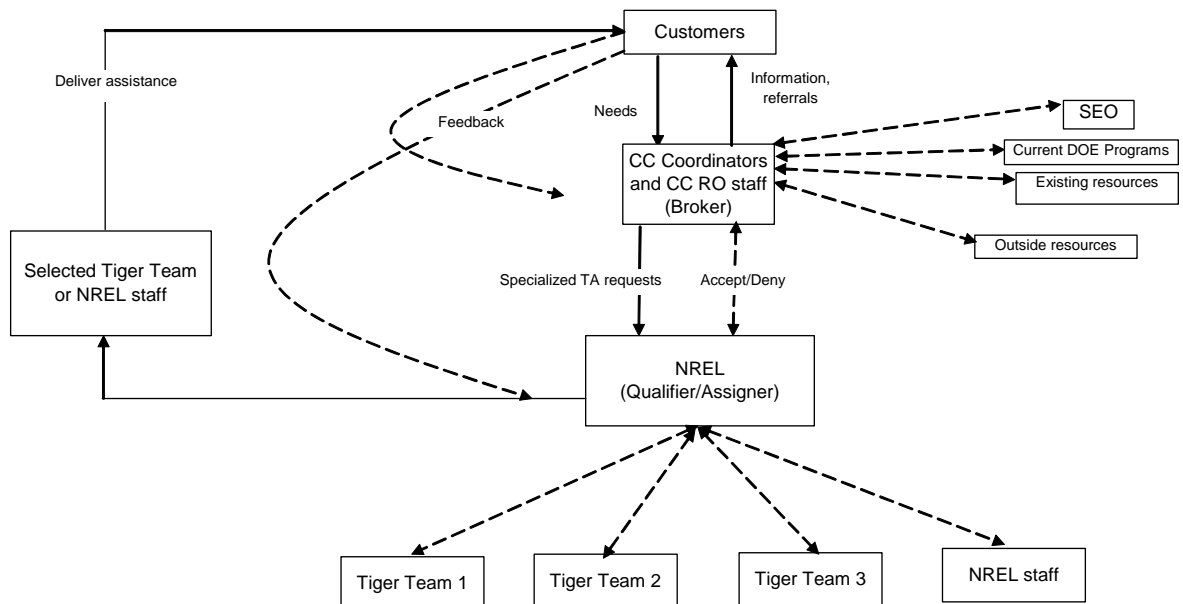 Customers
Deliver assistance
Information,
referrals
Feedback
Needs
SEO
CC Coordinators
and CC RO staff
(Broker)
Current DOE Programs
Existing resources
Outside resources
Selected Tiger Team
or NREL staff
Specialized TA requests
Accept/Deny
NREL
(Qualifier/Assigner)
Tiger Team 1
Tiger Team 2
Tiger Team 3
NREL staff